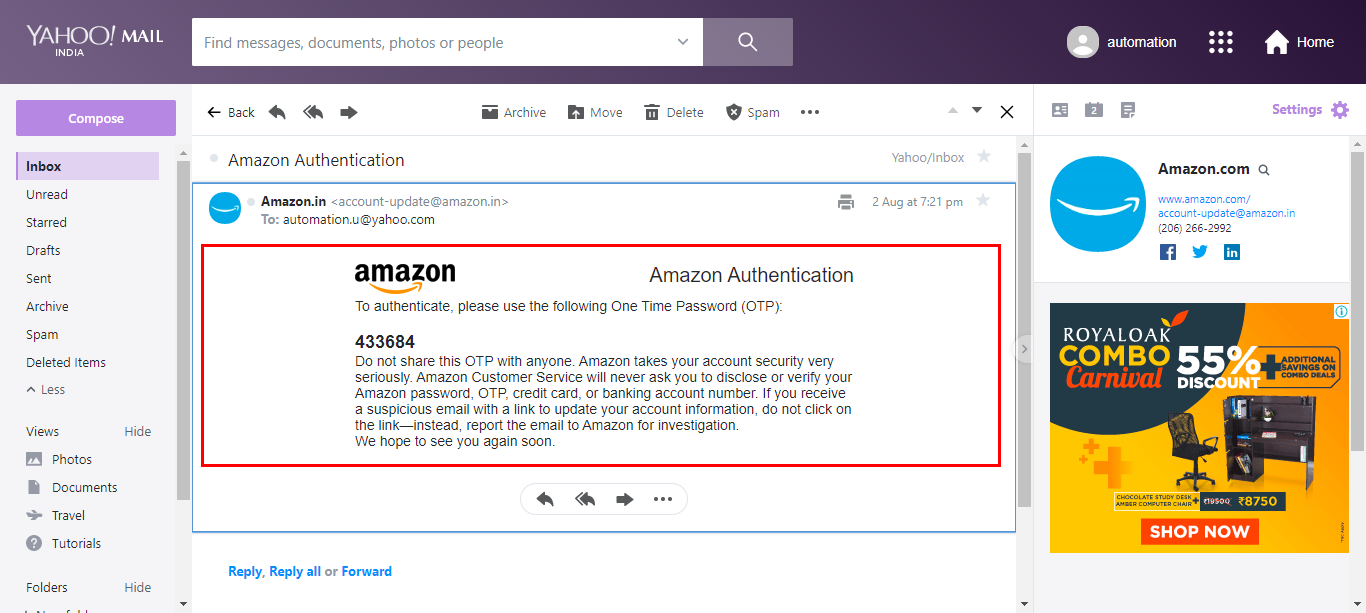 YAHOO! MAIL
INDIA
Find messages, documents, photos or people
automation
Home
Compose
Back
Archive
Move
Delete
Spam
2
Settings
Inbox
Unread
Starred
Drafts
Sent
Archive
Spam
Deleted Items
Less
Views
Hide
Photos
Documents
Travel
Tutorials
Folders
Hide
Amazon Authentication
Yahoo/Inbox
Amazon.in <account-update@amazon.in>
2 Aug at 7:21 pm
To: automation.u@yahoo.com
amazon
Amazon Authentication
To authenticate, please use the following One Time Password (OTP):
433684
Do not share this OTP with anyone. Amazon takes your account security very
seriously. Amazon Customer Service will never ask you to disclose or verify your
Amazon password, OTP, credit card, or banking account number. If you receive
a suspicious email with a link to update your account information, do not click on
the link—instead, report the email to Amazon for investigation.
We hope to see you again soon.
Reply, Reply all or Forward
Amazon.com
www.amazon.com/
account-update@amazon.in
(206) 266-2992
ROYALOAK
COMBO
Carnival
55%
DISCOUNT
+
ADDITIONAL
SAVINGS ON
COMBO DEALS
CHOCOLATE STUDY DESK
AMBER COMPUTER CHAIR
+
₹19500
₹8750
SHOP NOW